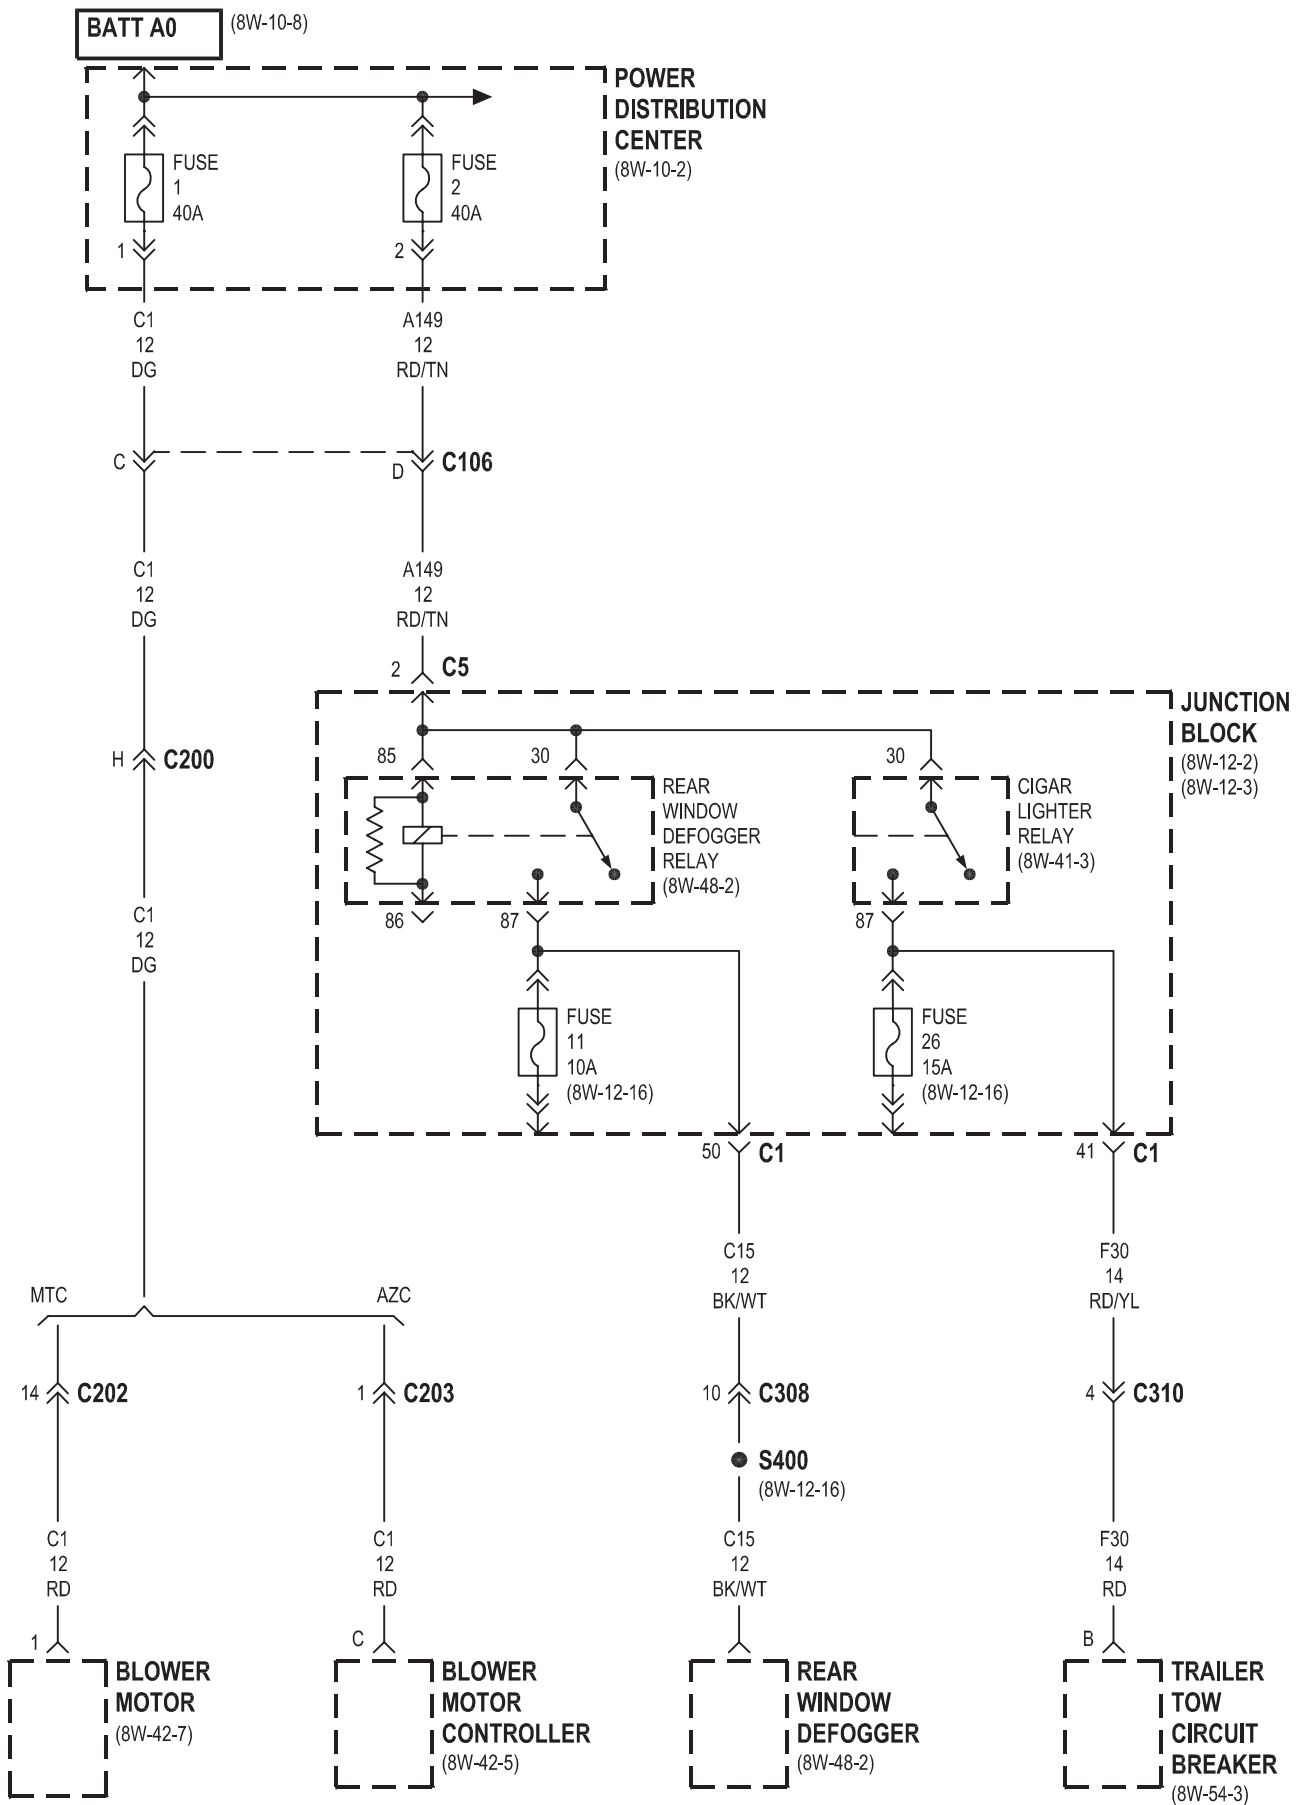 BATT A0
(8W-10-8)
POWER
DISTRIBUTION
CENTER
(8W-10-2)
FUSE
1
40A
FUSE
2
40A
1
2
C1
12
DG
A149
12
RD/TN
C
D
C106
C1
12
DG
A149
12
RD/TN
2
C5
JUNCTION
BLOCK
(8W-12-2)
(8W-12-3)
H
C200
85
30
30
REAR
WINDOW
DEFOGGER
RELAY
(8W-48-2)
CIGAR
LIGHTER
RELAY
(8W-41-3)
86
87
87
C1
12
DG
FUSE
11
10A
(8W-12-16)
FUSE
26
15A
(8W-12-16)
50
C1
41
C1
C15
12
BK/WT
F30
14
RD/YL
MTC
AZC
14
C202
1
C203
10
C308
4
C310
S400
(8W-12-16)
C1
12
RD
C1
12
RD
C15
12
BK/WT
F30
14
RD
1
C
B
BLOWER
MOTOR
(8W-42-7)
BLOWER
MOTOR
CONTROLLER
(8W-42-5)
REAR
WINDOW
DEFOGGER
(8W-48-2)
TRAILER
TOW
CIRCUIT
BREAKER
(8W-54-3)